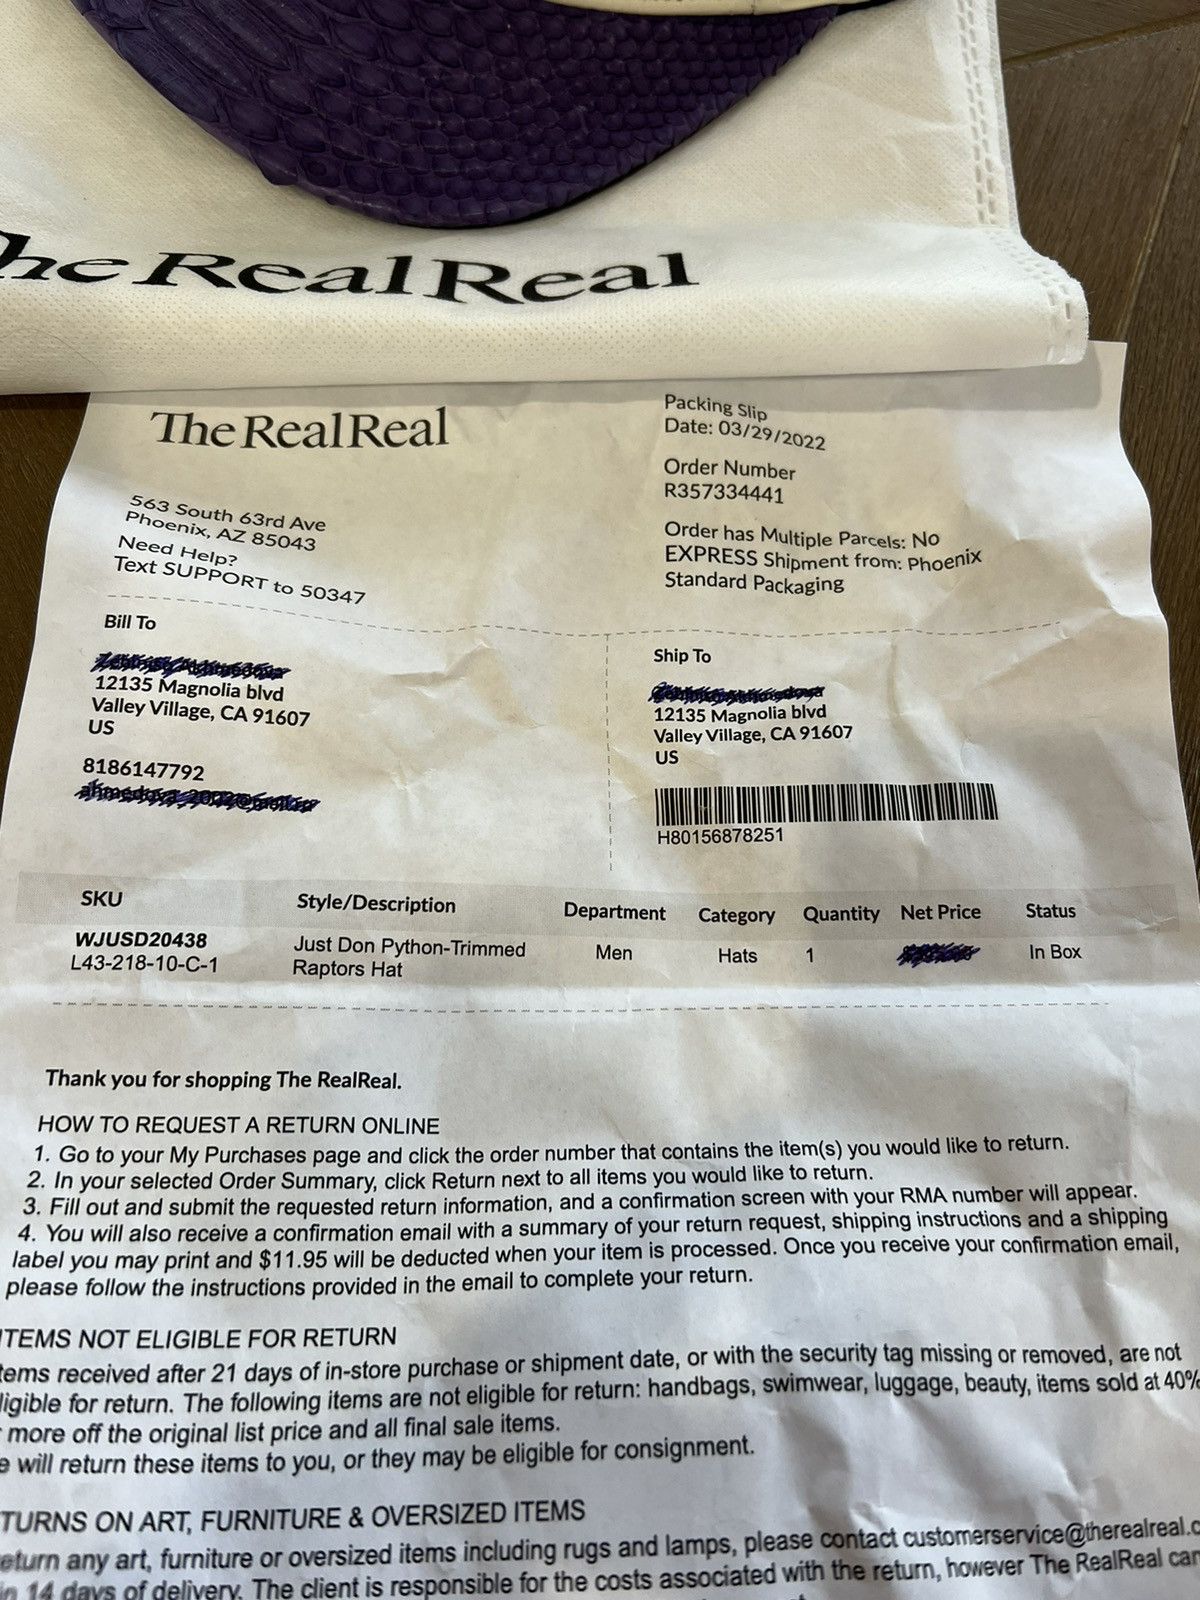 he RealReal
The RealReal
Packing Slip
Date: 03/29/2022
Order Number
R357334441
563 South 63rd Ave
Phoenix, AZ 85043
Need Help?
Text SUPPORT to 50347
Order has Multiple Parcels: No
EXPRESS Shipment from: Phoenix
Standard Packaging
Bill To
12135 Magnolia blvd
Valley Village, CA 91607
US
8186147792
Ship To
12135 Magnolia blvd
Valley Village, CA 91607
US
H80156878251
SKU Style/Description Department Category Quantity Net Price Status
WJUSD20438 Just Don Python-Trimmed Men Hats 1 In Box
L43-218-10-C-1 Raptors Hat
Thank you for shopping The RealReal.
HOW TO REQUEST A RETURN ONLINE
1. Go to your My Purchases page and click the order number that contains the item(s) you would like to return.
2. In your selected Order Summary, click Return next to all items you would like to return.
3. Fill out and submit the requested return information, and a confirmation screen with your RMA number will appear.
4. You will also receive a confirmation email with a summary of your return request, shipping instructions and a shipping
label you may print and $11.95 will be deducted when your item is processed. Once you receive your confirmation email,
please follow the instructions provided in the email to complete your return.
TEMS NOT ELIGIBLE FOR RETURN
tems received after 21 days of in-store purchase or shipment date, or with the security tag missing or removed, are not
ligible for return. The following items are not eligible for return: handbags, swimwear, luggage, beauty, items sold at 40%
more off the original list price and all final sale items.
e will return these items to you, or they may be eligible for consignment.
TURNS ON ART, FURNITURE & OVERSIZED ITEMS
eturn any art, furniture or oversized items including rugs and lamps, please contact customerservice@therealreal.c
in 14 days of delivery. The client is responsible for the costs associated with the return, however The RealReal can